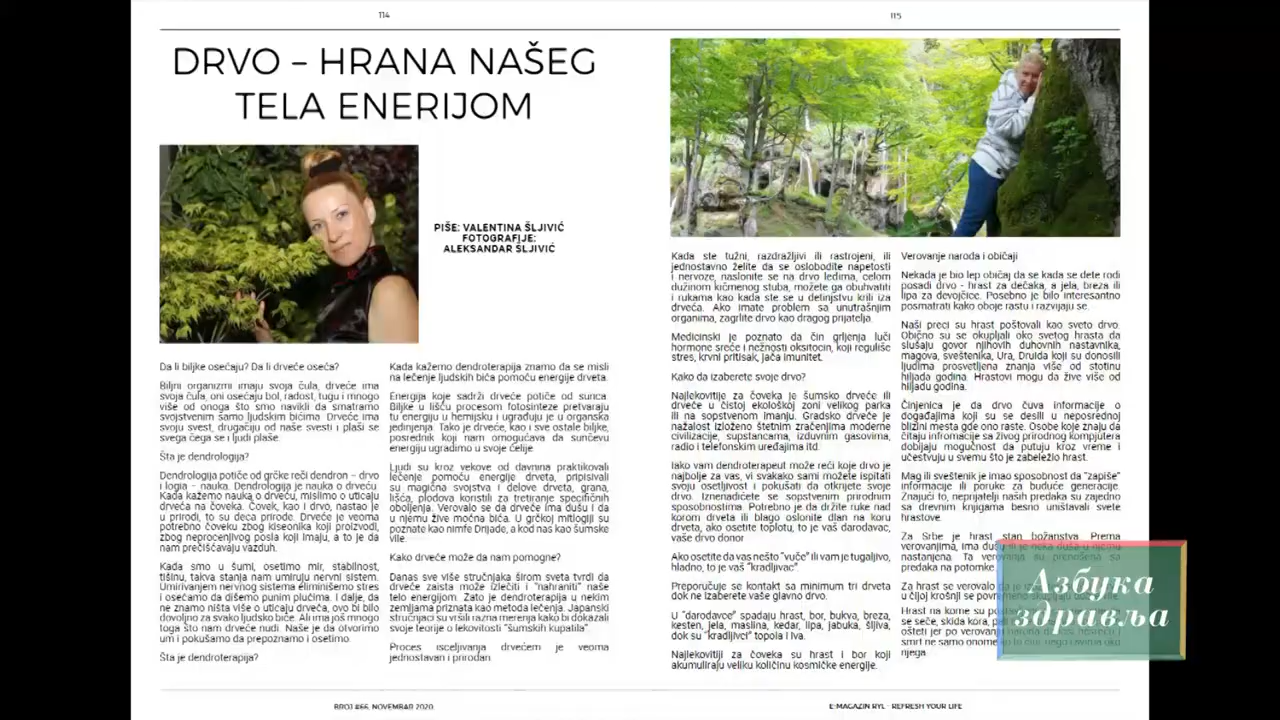 114
DRVO – HRANA NAŠEG
TELA ENERIJOM
PIŠE: VALENTINA ŠLJIVIĆ
FOTOGRAFIJE:
ALEKSANDAR ŠLJIVIĆ
Da li biljke osećaju? Da li drveće oseća?
Biljni organizmi imaju svoja čula, drveće ima
svoja čula, oni osećaju bol, radost, tugu i mnogo
više od onoga što smo navikli da smatramo
svojstvenim samo ljudskim bićima. Drveće ima
svoju svest, drugačiju od naše svesti i plaši se
svega čega se i ljudi plaše.
Šta je dendrologija?
Dendrologija potiče od grčke reči dendron – drvo
i logia – nauka. Dendrologija je nauka o drveću.
Kada kažemo nauka o drveću, mislimo o uticaju
drveća na čoveka. Čovek, kao i drvo, nastao je
u prirodi, to su deca prirode. Drveće je veoma
potrebno čoveku zbog kiseonika koji proizvodi,
zbog neprocenjivog posla koji imaju, a to je da
nam prečišćavaju vazduh.
Kada smo u šumi, osetimo mir, stabilnost,
tišinu, takva stanja nam umiruju nervni sistem.
Umirivanjem nervnog sistema eliminišemo stres
i osećamo da dišemo punim plućima. I dalje, da
ne znamo ništa više o uticaju drveća, ovo bi bilo
dovoljno za svako ljudsko biće. Ali ima još mnogo
toga što nam drveće nudi. Naše je da otvorimo
um i pokušamo da prepoznamo i osetimo.
Šta je dendroterapija?
Kada kažemo dendroterapija znamo da se misli
na lečenje ljudskih bića pomoću energije drveta.
Energija koje sadrži drveće potiče od sunca.
Biljke u lišću procesom fotosinteze pretvaraju
tu energiju u hemijsku i ugrađuju je u organska
jedinjenja. Tako je drveće, kao i sve ostale biljke,
posrednik koji nam omogućava da sunčevu
energiju ugradimo u svoje ćelije.
Ljudi su kroz vekove od davnina praktikovali
lečenje pomoću energije drveta, pripisivali
su magična svojstva i delove drveta, grana,
lišća, plodova koristili za tretiranje specifičnih
oboljenja. Verovalo se da drveće ima dušu i da
u njemu žive moćna bića. U grčkoj mitlogiji su
poznate kao nimfe Drijade, a kod nas kao šumske
vile.
Kako drveće može da nam pomogne?
Danas sve više stručnjaka širom sveta tvrdi da
drveće zaista može izlečiti i "nahraniti" naše
telo energijom. Zato je dendroterapija u nekim
zemljama priznata kao metoda lečenja. Japanski
stručnjaci su vršili razna merenja kako bi dokazali
svoje teorije o lekovitosti "šumskih kupatila".
Proces isceljivanja drvećem je veoma
jednostavan i prirodan.
BROJ #66, NOVEMBAR 2020.
115
Kada ste tužni, razdražljivi ili rastrojeni, ili
jednostavno želite da se oslobodite napetosti
i nervoze, naslonite se na drvo leđima, celom
dužinom kičmenog stuba, možete ga obuhvatiti
i rukama kao kada ste se u detinjstvu krili iza
drveća. Ako imate problem sa unutrašnjim
organima, zagrlite drvo kao dragog prijatelja.
Medicinski je poznato da čin grljenja luči
hormone sreće i nežnosti oksitocin, koji reguliše
stres, krvni pritisak, jača imunitet.
Kako da izaberete svoje drvo?
Najlekovitije za čoveka je šumsko drveće ili
drveće u čistoj ekološkoj zoni velikog parka
ili na sopstvenom imanju. Gradsko drveće je
nažalost izloženo štetnim zračenjima moderne
civilizacije, supstancama, izduvnim gasovima,
radio i telefonskim uređajima itd.
Iako vam dendroterapeut može reći koje drvo je
najbolje za vas, vi svakako sami možete ispitati
svoju osetljivost i pokušati da otkrijete svoje
drvo. Iznenadićete se sopstvenim prirodnim
sposobnostima. Potrebno je da držite ruke nad
korom drveta ili blago oslonite dlan na koru
drveta, ako osetite toplotu, to je vaš darodavac,
vaše drvo donor.
Ako osetite da vas nešto "vuče" ili vam je tugaljivo,
hladno, to je vaš "kradljivac".
Preporučuje se kontakt sa minimum tri drveta
dok ne izaberete vaše glavno drvo.
U "darodavce" spadaju hrast, bor, bukva, breza,
kesten, jela, maslina, kedar, lipa, jabuka, šljiva,
dok su "kradljivci" topola i iva.
Najlekovitiji za čoveka su hrast i bor koji
akumuliraju veliku količinu kosmičke energije.
Verovanje naroda i običaji
Nekada je bio lep običaj da se kada se dete rodi
posadi drvo - hrast za dečaka, a jela, breza ili
lipa za devojčice. Posebno je bilo interesantno
posmatrati kako oboje rastu i razvijaju se.
Naši preci su hrast poštovali kao sveto drvo.
Obično su se okupljali oko svetog hrasta da
slušaju govor njihovih duhovnih nastavnika,
magova, sveštenika, Ura, Druida koji su donosili
ljudima prosvetljena znanja više od stotinu
hiljada godina. Hrastovi mogu da žive više od
hiljadu godina.
Činjenica je da drvo čuva informacije o
događajima koji su se desili u neposrednoj
blizini mesta gde ono raste. Osobe koje znaju da
čitaju infromacije sa živog prirodnog kompjutera
dobijaju mogućnost da putuju kroz vreme i
učestvuju u svemu što je zabeležio hrast.
Mag ili sveštenik je imao sposobnost da "zapiše"
informacije ili poruke za buduće generacije.
Znajući to, neprijatelji naših predaka su zajedno
sa drevnim knjigama besno uništavali svete
hrastove.
Za Srbe je hrast stan božanstva. Prema
verovanjima, ima dušu ili je neka duša u njemu
nastanjena. Ta verovanja su prenešena sa
predaka na potomke.
Za hrast se verovalo da je
u čijoj krošnji se
Hrast na kome su
se seče, skida kora,
ošteti jer po verovanju
smrt ne samo onome
njega.
E-MAGAZIN RYL - REFRESH YOUR LIFE
Азбука
здравља